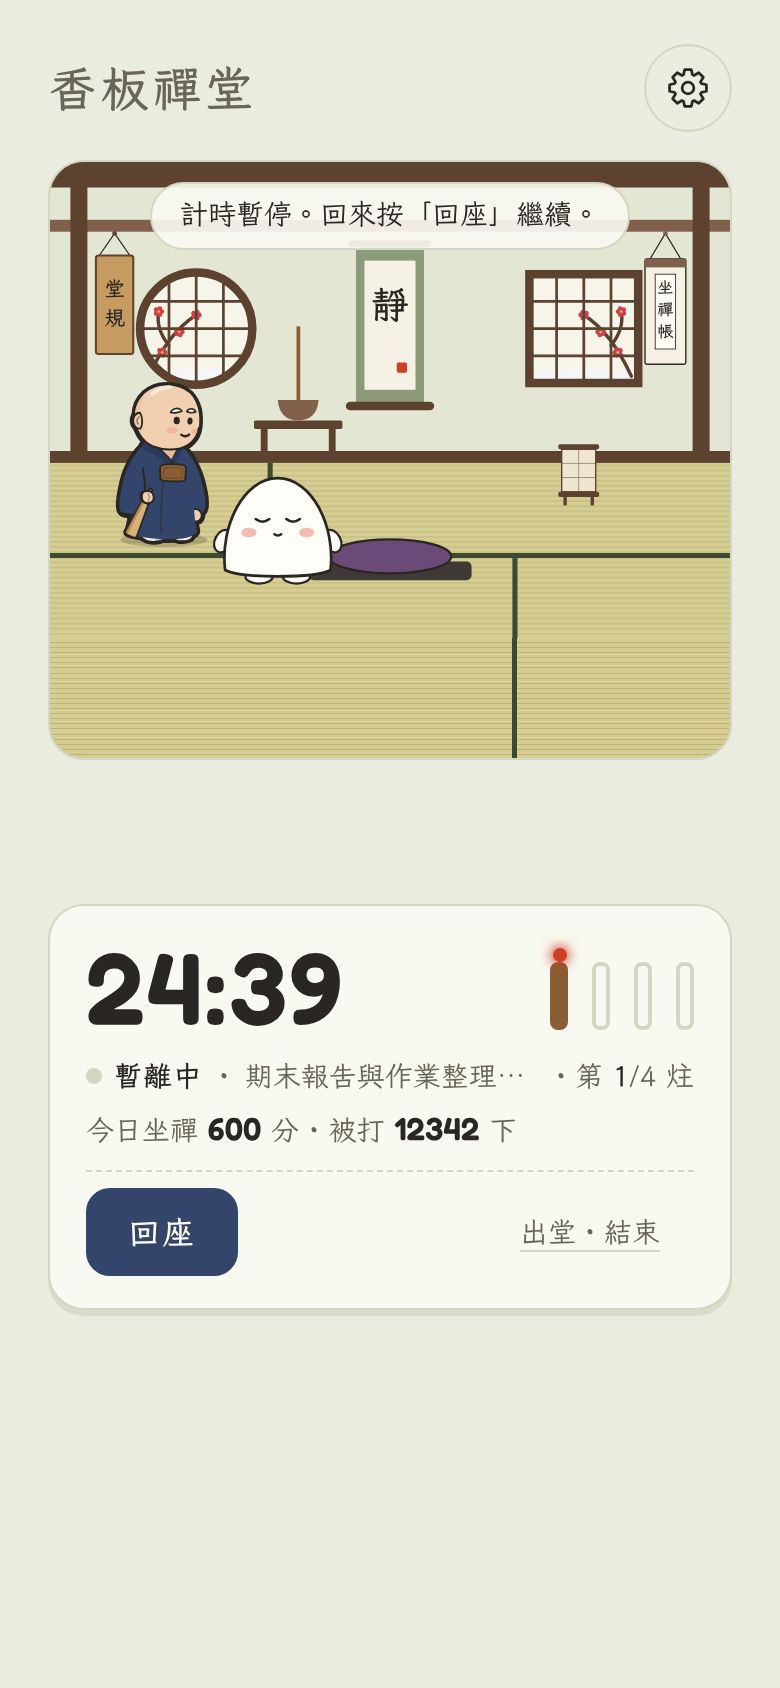 香板禪堂
計時暫停。回來按「回座」繼續。
堂規
靜
坐禪帳
24:39
暫離中 · 期末報告與作業整理… · 第 1/4 炷
今日坐禪 600 分 · 被打 12342 下
回座
出堂 · 結束